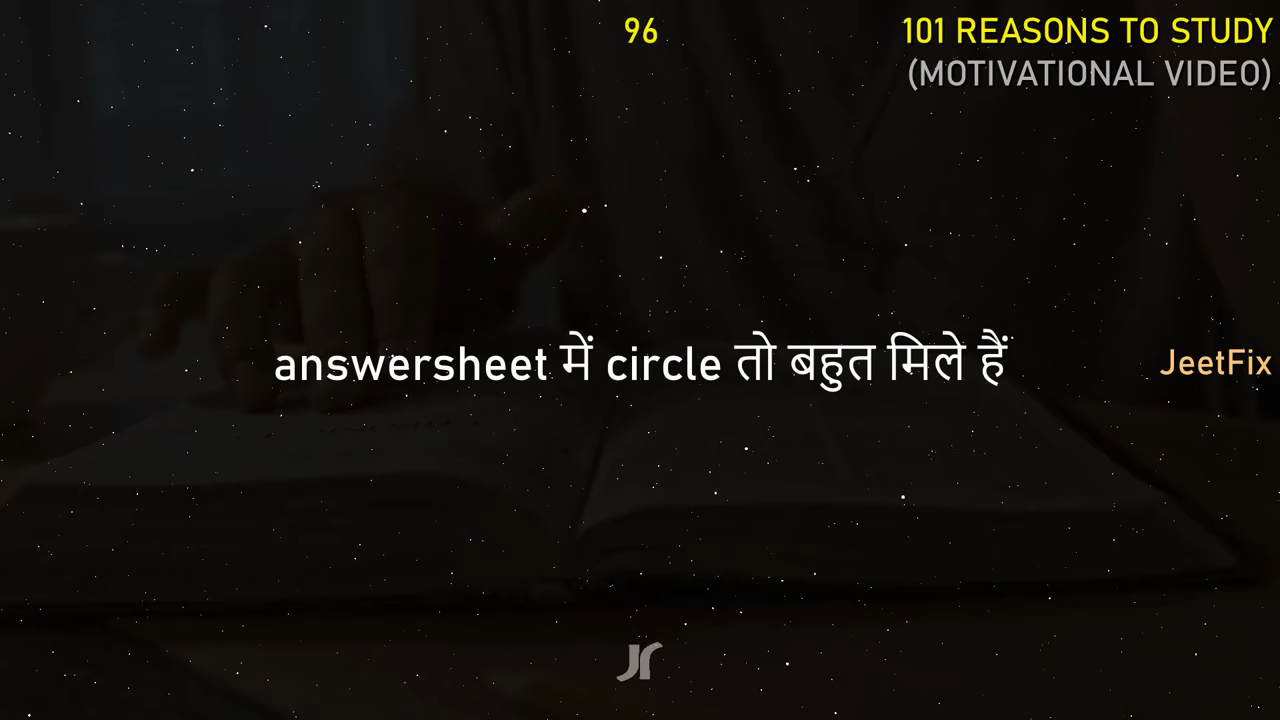 96
101 REASONS TO STUDY
(MOTIVATIONAL VIDEO)
answersheet में circle तो बहुत मिले हैं
JeetFix